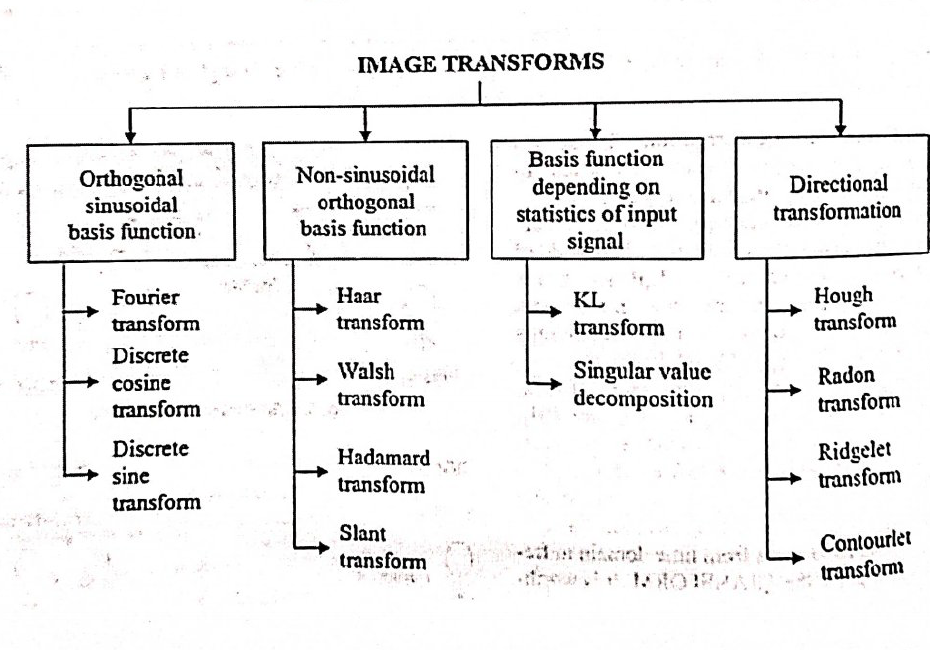 IMAGE TRANSFORMS
Orthogonal
sinusoidal
basis function
Non-sinusoidal
orthogonal
basis function
Basis function
depending on
statistics of input
signal
Directional
transformation
Fourier
transform
Discrete
cosine
transform
Discrete
sine
transform
Haar
transform
Walsh
transform
Hadamard
transform
Slant
transform
KL
transform
Singular value
decomposition
Hough
transform
Radon
transform
Ridgelet
transform
Contourlet
transform